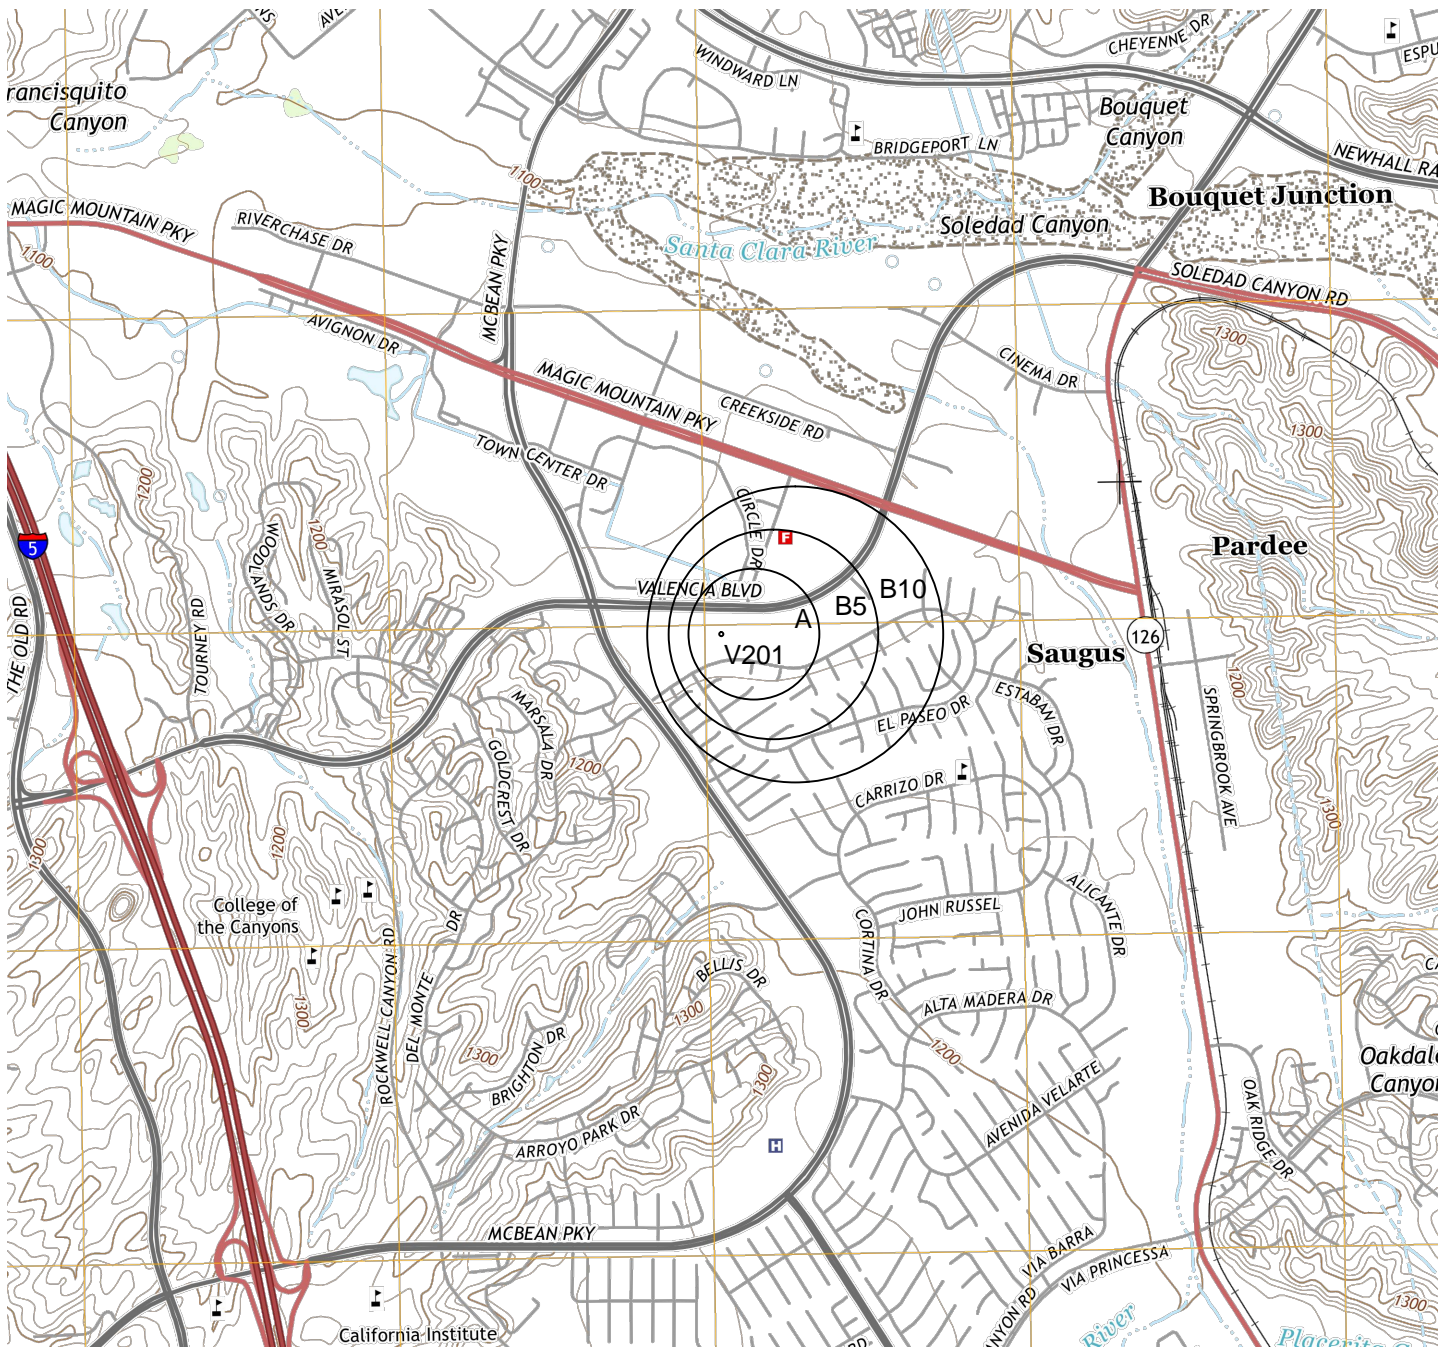 CHEYENNE DR
WINDWARD LN
rancisquito
Canyon
Bouquet
Canyon
BRIDGEPORT LN
NEWHALL RA
1100
Bouquet Junction
MAGIC MOUNTAIN PKY
RIVERCHASE DR
Soledad Canyon
Santa Clara River
MCBEAN PKY
1100
SOLEDAD CANYON RD
AVIGNON DR
1300
CINEMA DR
MAGIC MOUNTAIN PKY
CREEKSIDE RD
1300
TOWN CENTER DR
1200
CIRCLE DR
WOODLANDS DR
1200
F
5
Pardee
MIRASOL ST
VALENCIA BLVD
B10
B5
A
THE OLD RD
TOURNEY RD
126
V201
Saugus
1200
ESTABAN DR
MARSALA DR
EL PASEO DR
SPRINGBROOK AVE
GOLDCREST DR
1200
CARRIZO DR
1300
1200
1300
College of
the Canyons
DR
JOHN RUSSEL
ALICANTE DR
CORTINA DR
ROCKWELL CANYON RD
BELLIS DR
DEL MONTE
1300
1300
ALTA MADERA DR
1300
BRIGHTON DR
1200
1300
Oakdale
Canyon
AVENIDA VELARTE
OAK RIDGE DR
ARROYO PARK DR
H
MCBEAN PKY
VIA BARRA
VIA PRINCESSA
ANYON RD
1300
California Institute
RD
River
Placerita C